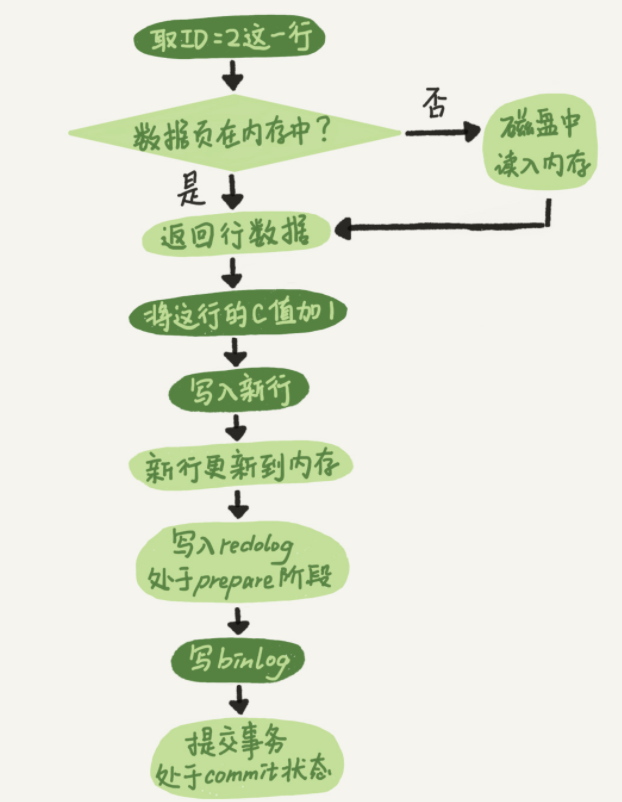 取ID=2这一行
数据页在内存中？
否
磁盘中
读入内存
是
返回行数据
将这行的C值加1
写入新行
新行更新到内存
写入redolog
处于prepare阶段
写binlog
提交事务
处于commit状态